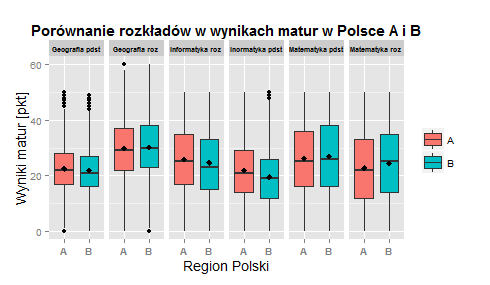 Porównanie rozkładów w wynikach matur w Polsce A i B
Geografia pdst Geografia roz Informatyka roz Inormatyka pdst Matematyka pdst Matematyka roz
60
40
20
0
Wyniki matur [pkt]
A B A B A B A B A B A B
Region Polski
A
B